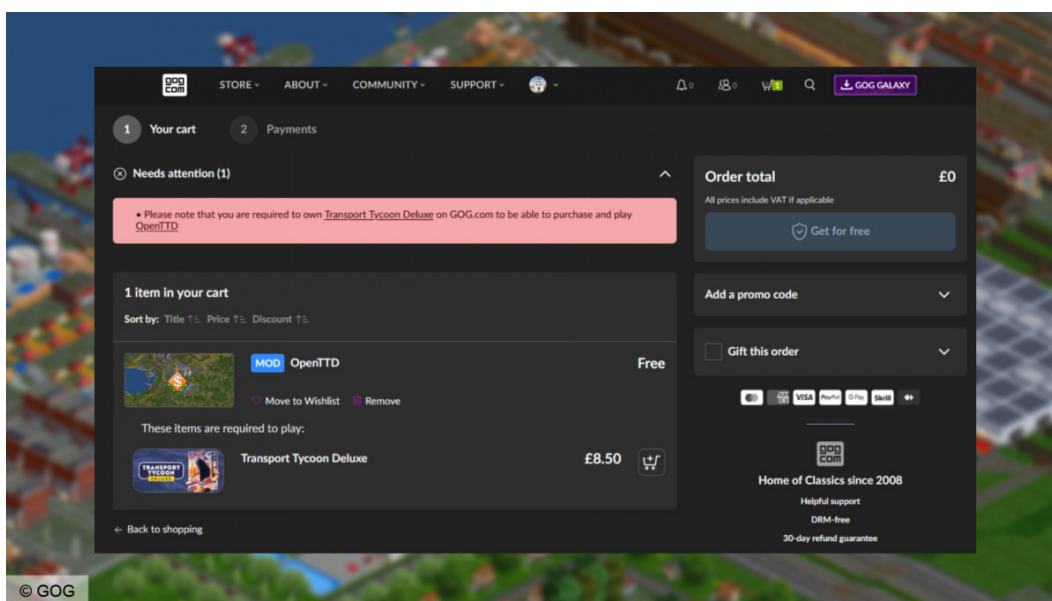 gog
com
STORE
ABOUT
COMMUNITY
SUPPORT
0
0
1
GOG GALAXY
1 Your cart
2 Payments
Needs attention (1)
• Please note that you are required to own Transport Tycoon Deluxe on GOG.com to be able to purchase and play
OpenTTD
1 item in your cart
Sort by: Title Price Discount
MOD OpenTTD
Free
Move to Wishlist Remove
These items are required to play:
TRANSPORT
TYCOON
DELUXE
Transport Tycoon Deluxe
£8.50
← Back to shopping
Order total £0
All prices include VAT if applicable
Get for free
Add a promo code
Gift this order
VISA PayPal G Pay Skrill
gog
com
Home of Classics since 2008
Helpful support
DRM-free
30-day refund guarantee
© GOG